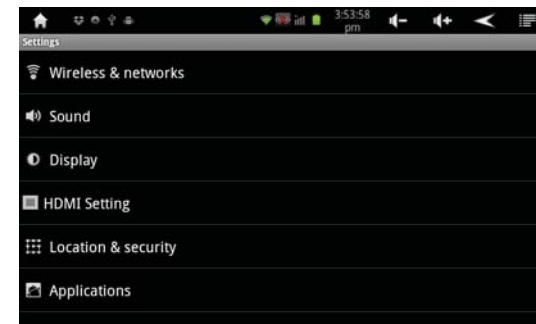 3:53:58
pm
Settings
Wireless & networks
Sound
Display
HDMI Setting
Location & security
Applications